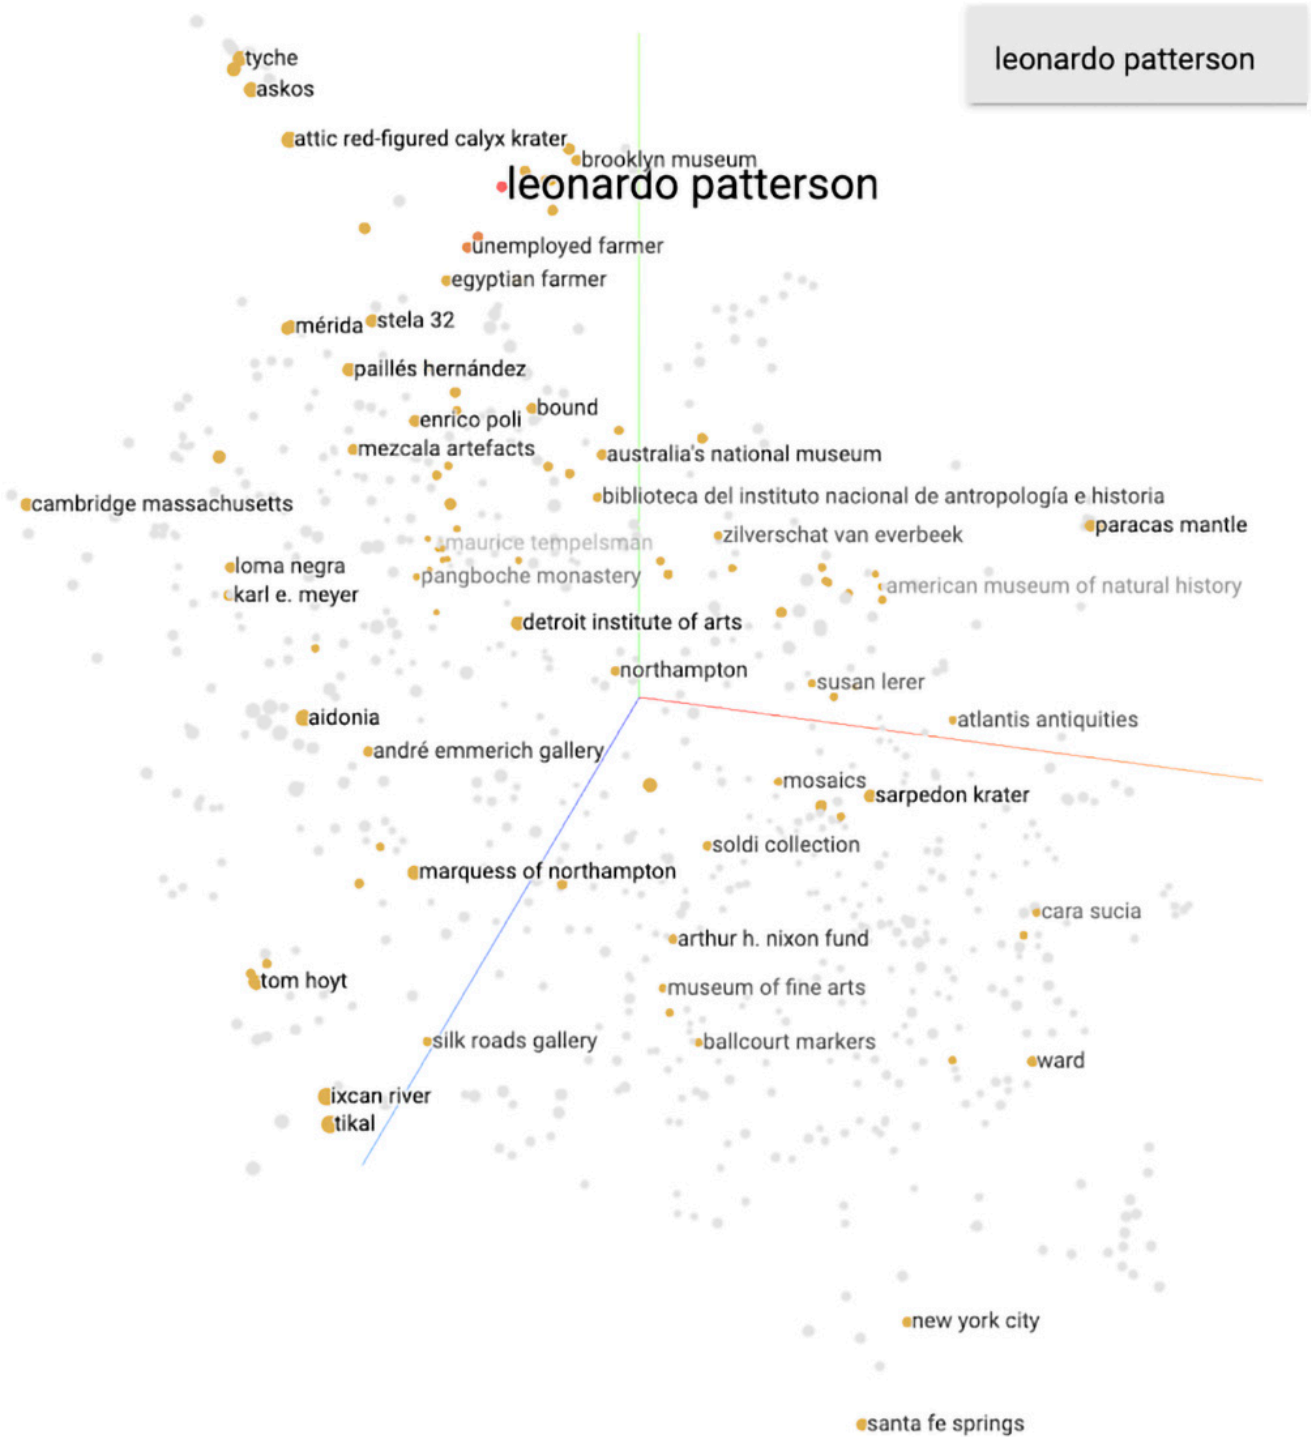 leonardo patterson
tyche
askos
attic red-figured calyx krater
brooklyn museum
leonardo patterson
unemployed farmer
egyptian farmer
mérida
stela 32
paillés hernández
bound
enrico poli
mezcala artefacts
australia's national museum
biblioteca del instituto nacional de antropología e historia
cambridge massachusetts
paracas mantle
zilverschat van everbeek
maurice tempelsman
loma negra
pangboche monastery
american museum of natural history
karl e. meyer
detroit institute of arts
northampton
susan lerer
aidonia
atlantis antiquities
andré emmerich gallery
mosaics
sarpedon krater
soldi collection
marquess of northampton
cara sucia
arthur h. nixon fund
tom hoyt
museum of fine arts
silk roads gallery
ballcourt markers
ward
ixcan river
tikal
new york city
santa fe springs